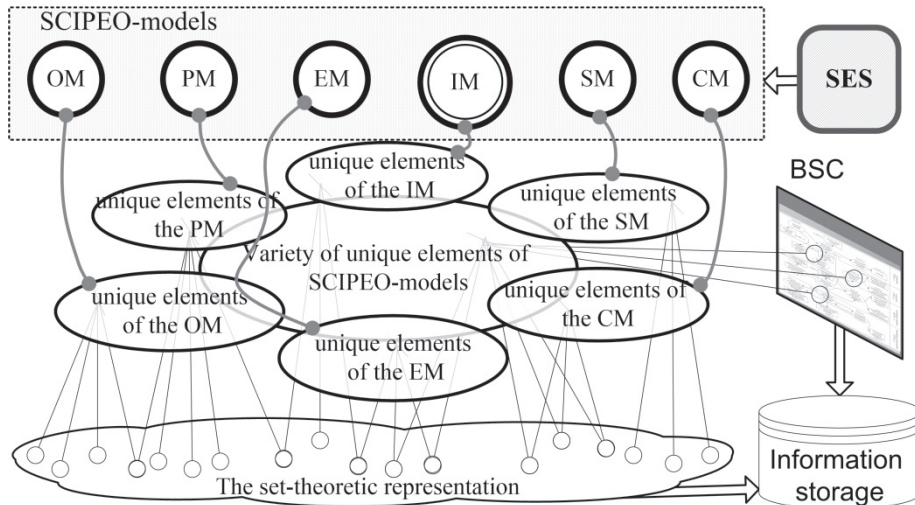 SCIPEO-models
OM
PM
EM
IM
SM
CM
SES
BSC
unique elements
of the IM
unique elements of
the PM
unique elements
of the SM
Variety of unique elements of
SCIPEO-models
unique elements
of the OM
unique elements of
the CM
unique elements
of the EM
The set-theoretic representation
Information
storage